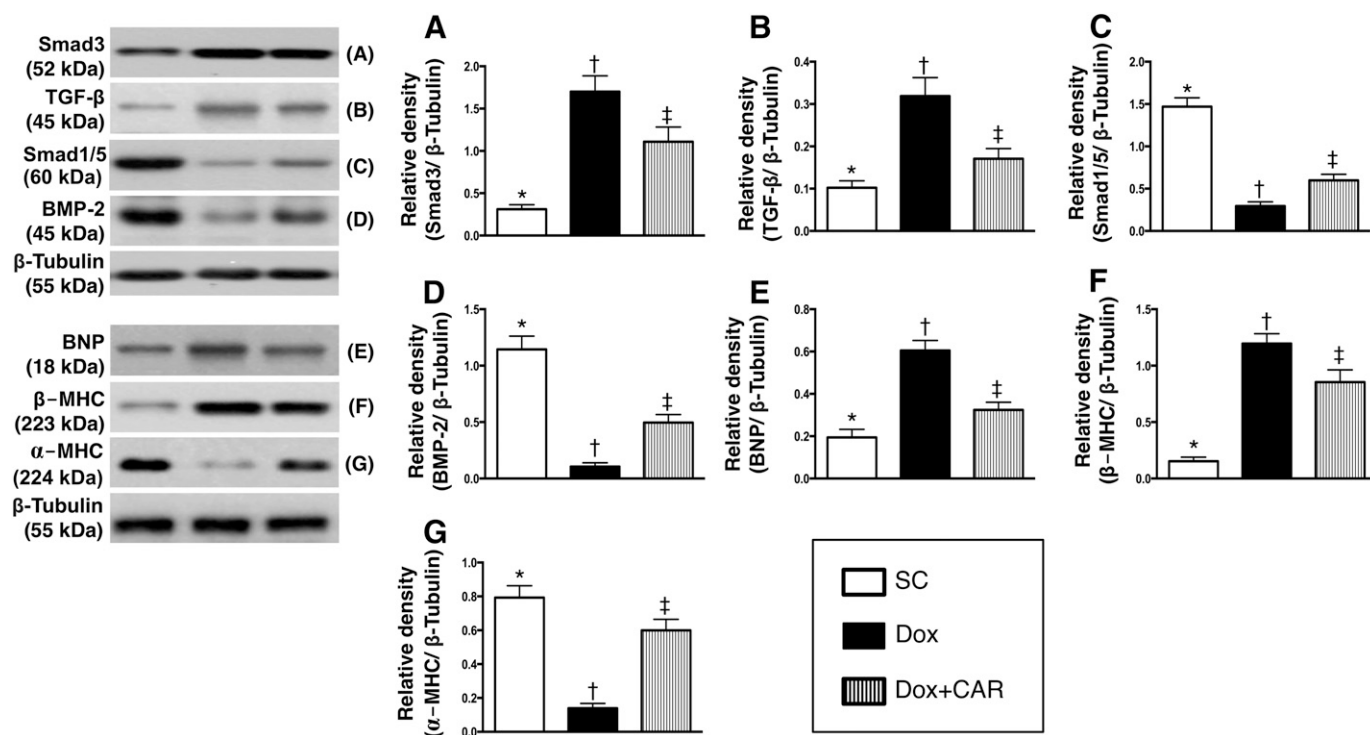 Smad3
(52 kDa)
(A)
TGF-β
(45 kDa)
(B)
Smad1/5
(60 kDa)
(C)
BMP-2
(45 kDa)
(D)
β-Tubulin
(55 kDa)
BNP
(18 kDa)
(E)
β-MHC
(223 kDa)
(F)
α-MHC
(224 kDa)
(G)
β-Tubulin
(55 kDa)
A
Relative density
(Smad3/ β-Tubulin)
2.0
1.5
1.0
0.5
0.0
*
†
‡
B
Relative density
(TGF-β/ β-Tubulin)
0.4
0.3
0.2
0.1
0.0
*
†
‡
C
Relative density
(Smad1/5/ β-Tubulin)
2.0
1.5
1.0
0.5
0.0
*
†
‡
D
Relative density
(BMP-2/ β-Tubulin)
1.5
1.0
0.5
0.0
*
†
‡
E
Relative density
(BNP/ β-Tubulin)
0.8
0.6
0.4
0.2
0.0
*
†
‡
F
Relative density
(β-MHC/ β-Tubulin)
1.5
1.0
0.5
0.0
*
†
‡
G
Relative density
(α-MHC/ β-Tubulin)
1.0
0.8
0.6
0.4
0.2
0.0
*
†
‡
SC
Dox
Dox+CAR